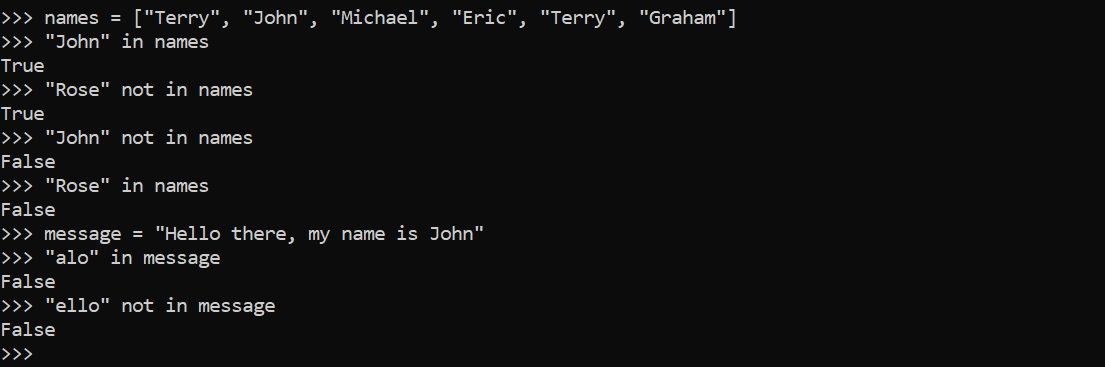 >>> names = ["Terry", "John", "Michael", "Eric", "Terry", "Graham"]
>>> "John" in names
True
>>> "Rose" not in names
True
>>> "John" not in names
False
>>> "Rose" in names
False
>>> message = "Hello there, my name is John"
>>> "alo" in message
False
>>> "ello" not in message
False
>>>